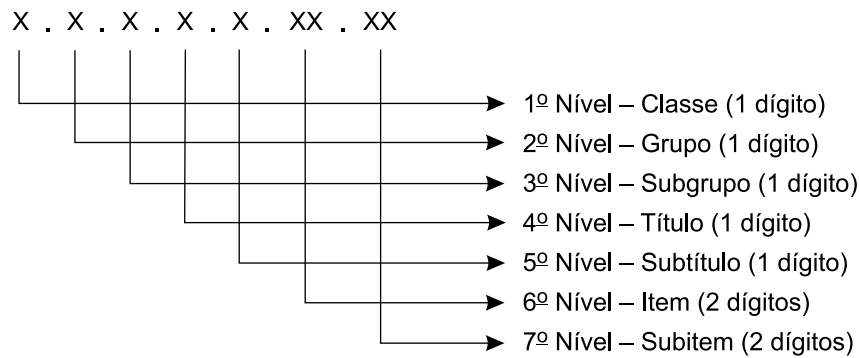 X . X . X . X . X . XX . XX
1º Nível – Classe (1 dígito)
2º Nível – Grupo (1 dígito)
3º Nível – Subgrupo (1 dígito)
4º Nível – Título (1 dígito)
5º Nível – Subtítulo (1 dígito)
6º Nível – Item (2 dígitos)
7º Nível – Subitem (2 dígitos)